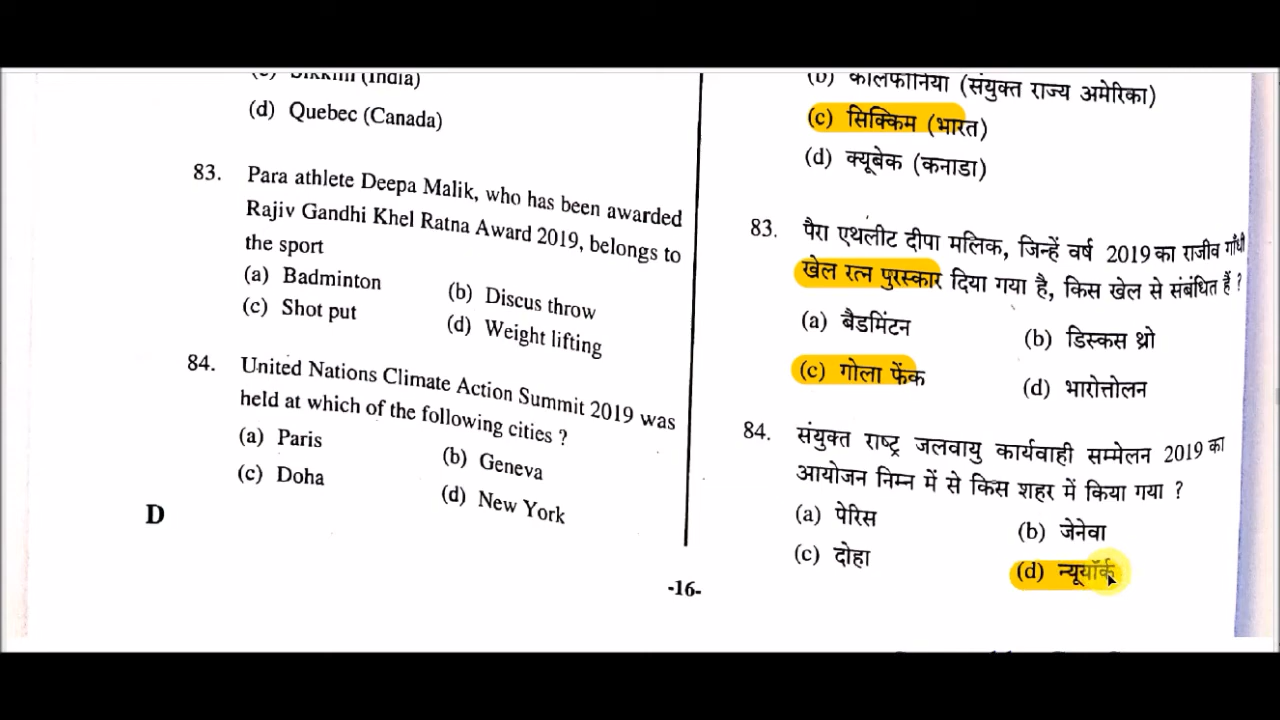 (c) Sikkim (India)
(d) Quebec (Canada)
83. Para athlete Deepa Malik, who has been awarded
Rajiv Gandhi Khel Ratna Award 2019, belongs to
the sport
(a) Badminton (b) Discus throw
(c) Shot put (d) Weight lifting
84. United Nations Climate Action Summit 2019 was
held at which of the following cities ?
(a) Paris (b) Geneva
(c) Doha (d) New York
D
(b) कैलिफोर्निया (संयुक्त राज्य अमेरिका)
(c) सिक्किम (भारत)
(d) क्यूबेक (कनाडा)
83. पैरा एथलीट दीपा मलिक, जिन्हें वर्ष 2019 का राजीव गाँधी
खेल रत्न पुरस्कार दिया गया है, किस खेल से संबंधित हैं ?
(a) बैडमिंटन (b) डिस्कस थ्रो
(c) गोला फेंक (d) भारोत्तोलन
84. संयुक्त राष्ट्र जलवायु कार्यवाही सम्मेलन 2019 का
आयोजन निम्न में से किस शहर में किया गया ?
(a) पेरिस (b) जेनेवा
(c) दोहा (d) न्यूयॉर्क
-16-